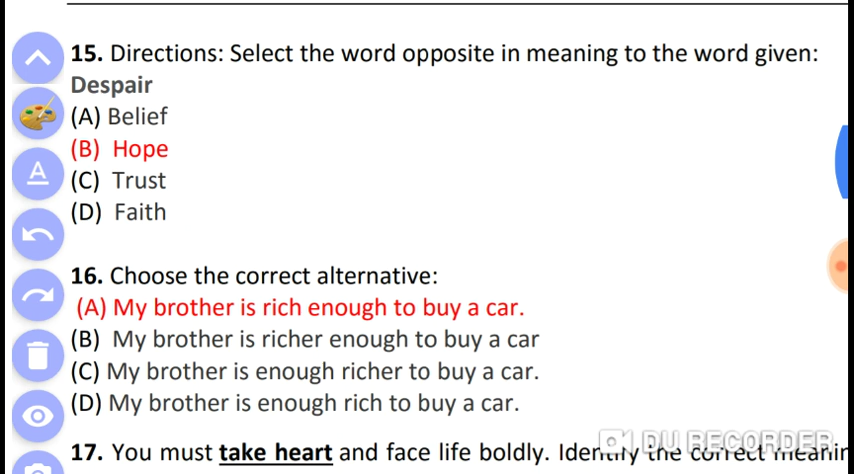 15. Directions: Select the word opposite in meaning to the word given:
Despair
(A) Belief
(B) Hope
(C) Trust
(D) Faith
16. Choose the correct alternative:
(A) My brother is rich enough to buy a car.
(B) My brother is richer enough to buy a car
(C) My brother is enough richer to buy a car.
(D) My brother is enough rich to buy a car.
17. You must take heart and face life boldly. Identify the correct meanin
DU RECORDER
A